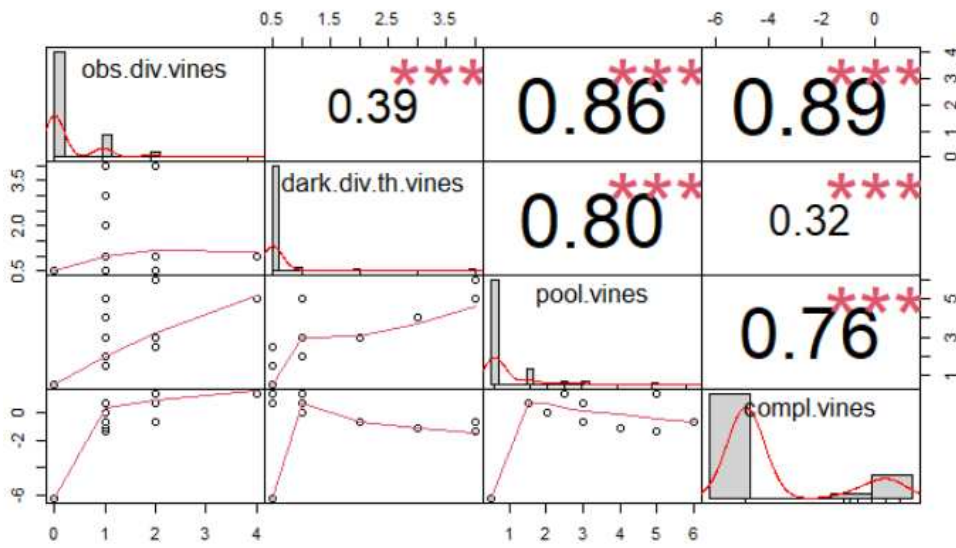 0.5 1.5 2.5 3.5
-6 -4 -2 0
obs.div.vines
***
0.39
***
0.86
***
0.89
0 1 2 3 4
0.5 2.0 3.5
dark.div.th.vines
***
0.80
***
0.32
pool.vines
***
0.76
1 3 5
-6 -2 0
compl.vines
0 1 2 3 4
1 2 3 4 5 6